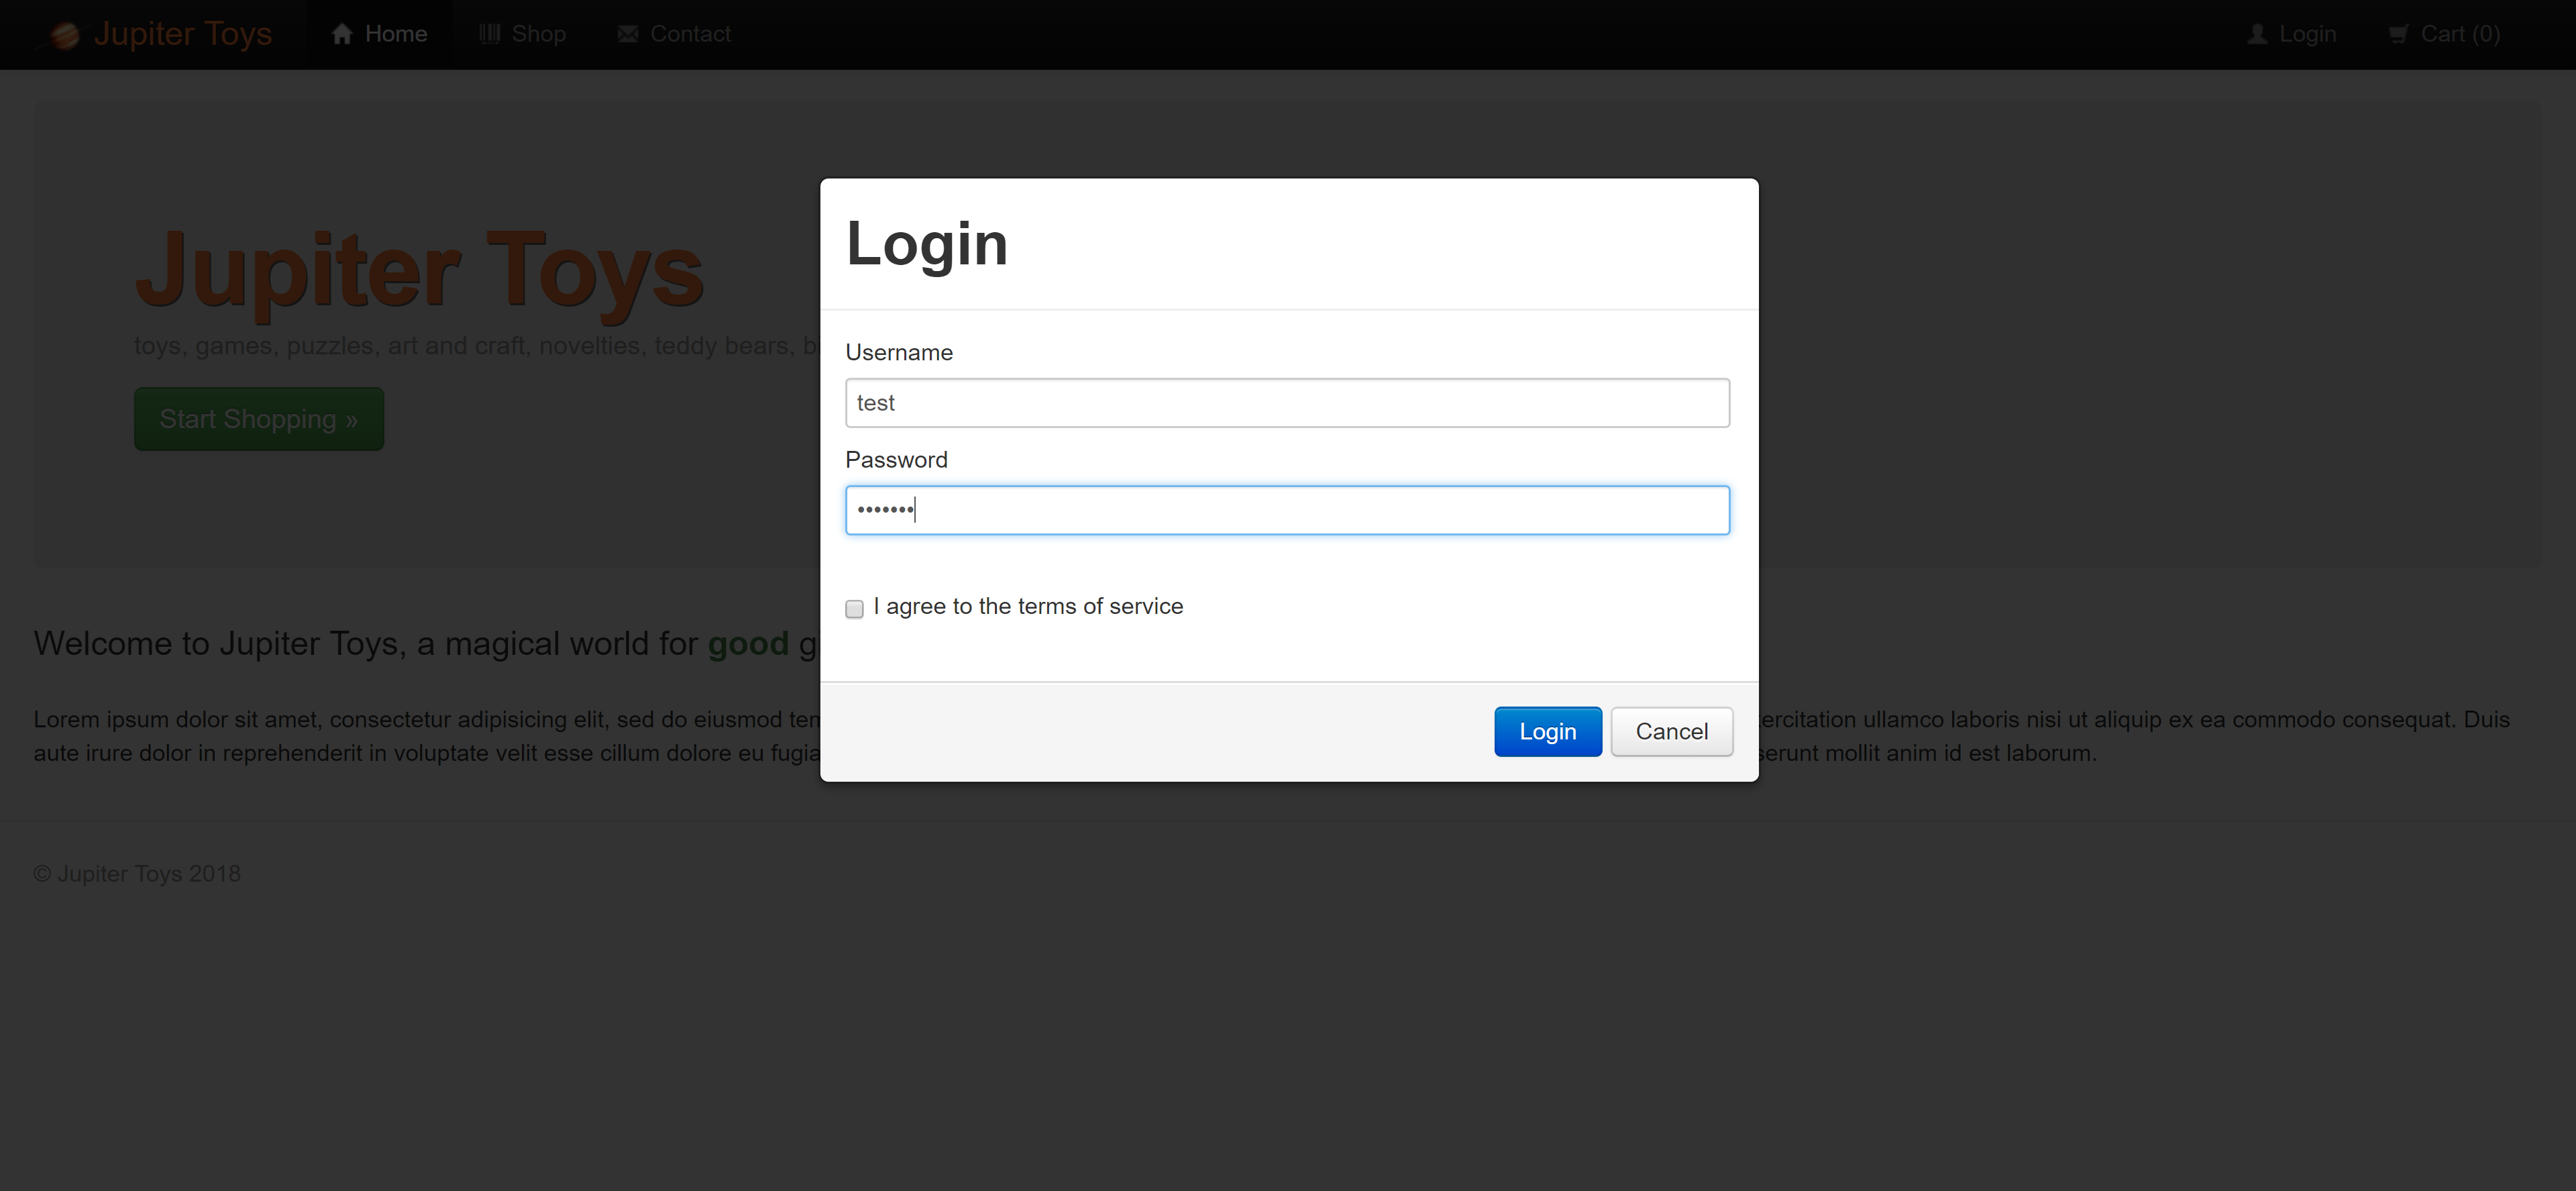 Jupiter Toys Home Shop Contact Login Cart (0)
Jupiter Toys
toys, games, puzzles, art and craft, novelties, teddy bears,
Start Shopping »
Login
Username
test
Password
•••••••
I agree to the terms of service
Login Cancel
Welcome to Jupiter Toys, a magical world for good
Lorem ipsum dolor sit amet, consectetur adipisicing elit, sed do eiusmod ullamco laboris nisi ut aliquip ex ea commodo consequat. Duis
aute irure dolor in reprehenderit in voluptate velit esse cillum dolore eu mollit anim id est laborum.
© Jupiter Toys 2018